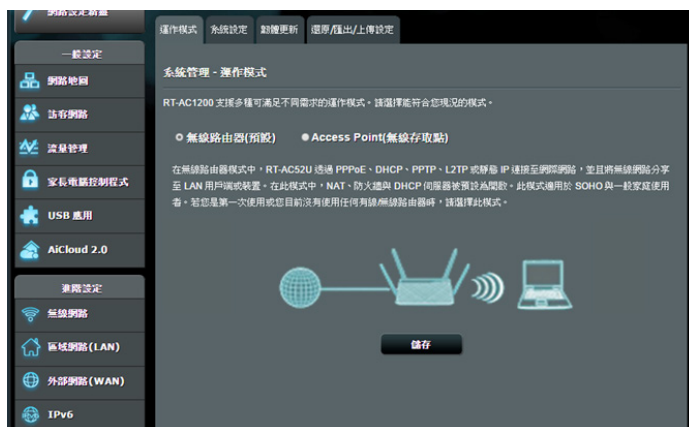 網路設定精靈
一般設定
網路地圖
訪客網路
流量管理
家長電腦控制程式
USB 應用
AiCloud 2.0
進階設定
無線網路
區域網路(LAN)
外部網路(WAN)
IPv6
運作模式 系統設定 韌體更新 還原/匯出/上傳設定
系統管理 - 運作模式
RT-AC1200 支援多種可滿足不同需求的運作模式。請選擇能符合您現況的模式。
無線路由器(預設) Access Point(無線存取點)
在無線路由器模式中，RT-AC52U 透過 PPPoE、DHCP、PPTP、L2TP 或靜態 IP 連接至網際網路，並且將無線網路分享
至 LAN 用戶端或裝置。在此模式中，NAT、防火牆與 DHCP 伺服器被預設為開啟。此模式適用於 SOHO 與一般家庭使用
者。若您是第一次使用或您目前沒有使用任何有線/無線路由器時，請選擇此模式。
儲存